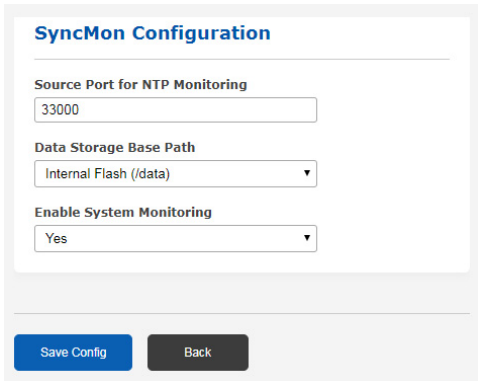 SyncMon Configuration
Source Port for NTP Monitoring
33000
Data Storage Base Path
Internal Flash (/data)
Enable System Monitoring
Yes
Save Config
Back